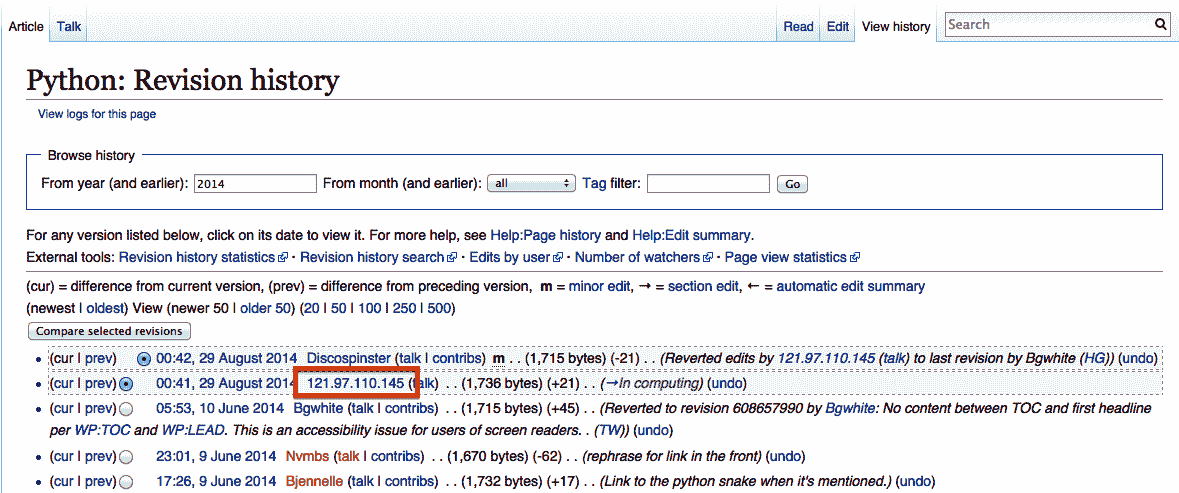 Article Talk Read Edit View history Search
Python: Revision history
View logs for this page
Browse history
From year (and earlier): 2014 From month (and earlier): all Tag filter: Go
For any version listed below, click on its date to view it. For more help, see Help:Page history and Help:Edit summary.
External tools: Revision history statistics · Revision history search · Edits by user · Number of watchers · Page view statistics
(cur) = difference from current version, (prev) = difference from preceding version, m = minor edit, → = section edit, ← = automatic edit summary
(newest | oldest) View (newer 50 | older 50) (20 | 50 | 100 | 250 | 500)
Compare selected revisions
• (cur | prev) 00:42, 29 August 2014 Discospinster (talk | contribs) m . . (1,715 bytes) (-21) . . (Reverted edits by 121.97.110.145 (talk) to last revision by Bgwhite (HG)) (undo)
• (cur | prev) 00:41, 29 August 2014 121.97.110.145 (talk) . . (1,736 bytes) (+21) . . (→In computing) (undo)
• (cur | prev) 05:53, 10 June 2014 Bgwhite (talk | contribs) . . (1,715 bytes) (+45) . . (Reverted to revision 608657990 by Bgwhite: No content between TOC and first headline
per WP:TOC and WP:LEAD. This is an accessibility issue for users of screen readers. . (TW)) (undo)
• (cur | prev) 23:01, 9 June 2014 Nvmbs (talk | contribs) . . (1,670 bytes) (-62) . . (rephrase for link in the front) (undo)
• (cur | prev) 17:26, 9 June 2014 Bjennelle (talk | contribs) . . (1,732 bytes) (+17) . . (Link to the python snake when it's mentioned.) (undo)